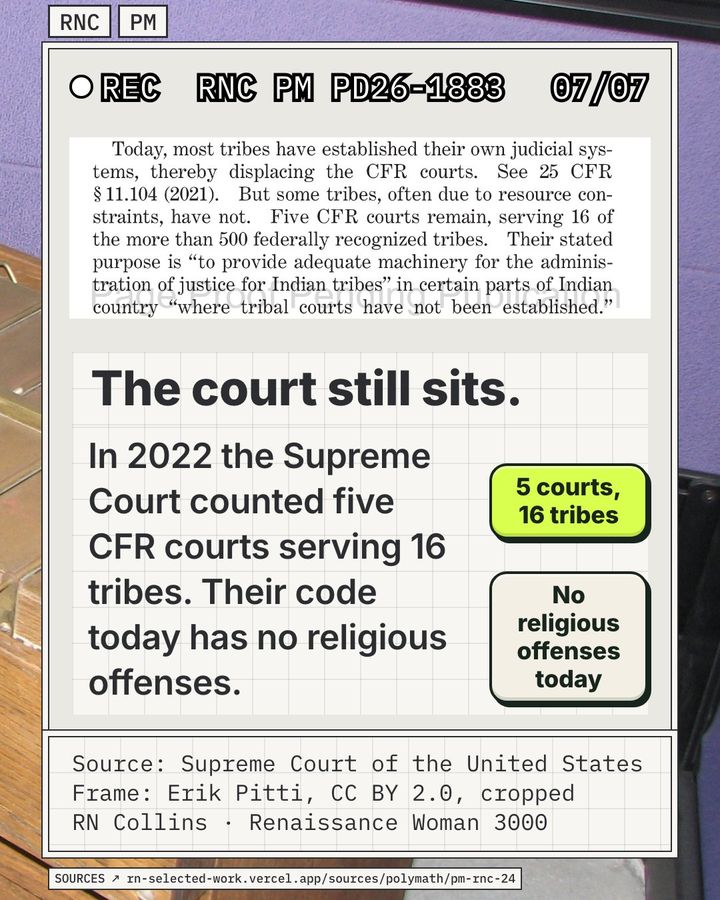 RNC PM
REC RNC PM PD26-1883 07/07
Today, most tribes have established their own judicial sys-
tems, thereby displacing the CFR courts. See 25 CFR
§ 11.104 (2021). But some tribes, often due to resource con-
straints, have not. Five CFR courts remain, serving 16 of
the more than 500 federally recognized tribes. Their stated
purpose is “to provide adequate machinery for the adminis-
tration of justice for Indian tribes” in certain parts of Indian
Page Proof Pending Publication
country “where tribal courts have not been established.”
The court still sits.
In 2022 the Supreme
Court counted five
CFR courts serving 16
tribes. Their code
today has no religious
offenses.
5 courts,
16 tribes
No
religious
offenses
today
Source: Supreme Court of the United States
Frame: Erik Pitti, CC BY 2.0, cropped
RN Collins · Renaissance Woman 3000
SOURCES ↗ rn-selected-work.vercel.app/sources/polymath/pm-rnc-24